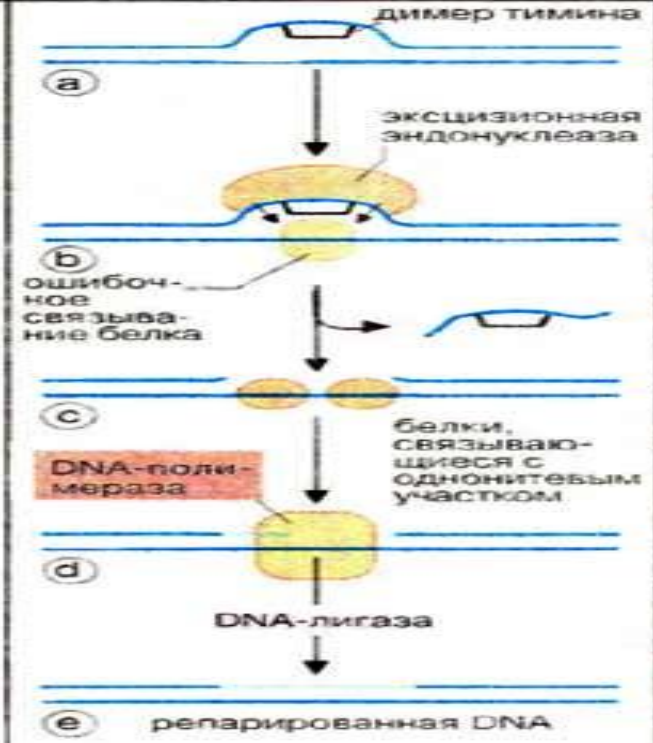 димер тимина
a
эксцизионная
эндонуклеаза
b
ошибоч-
ное
связыва-
ние белка
c
белки,
связываю-
щиеся с
однонитевым
участком
DNA-поли-
мераза
d
DNA-лигаза
e репарированная DNA